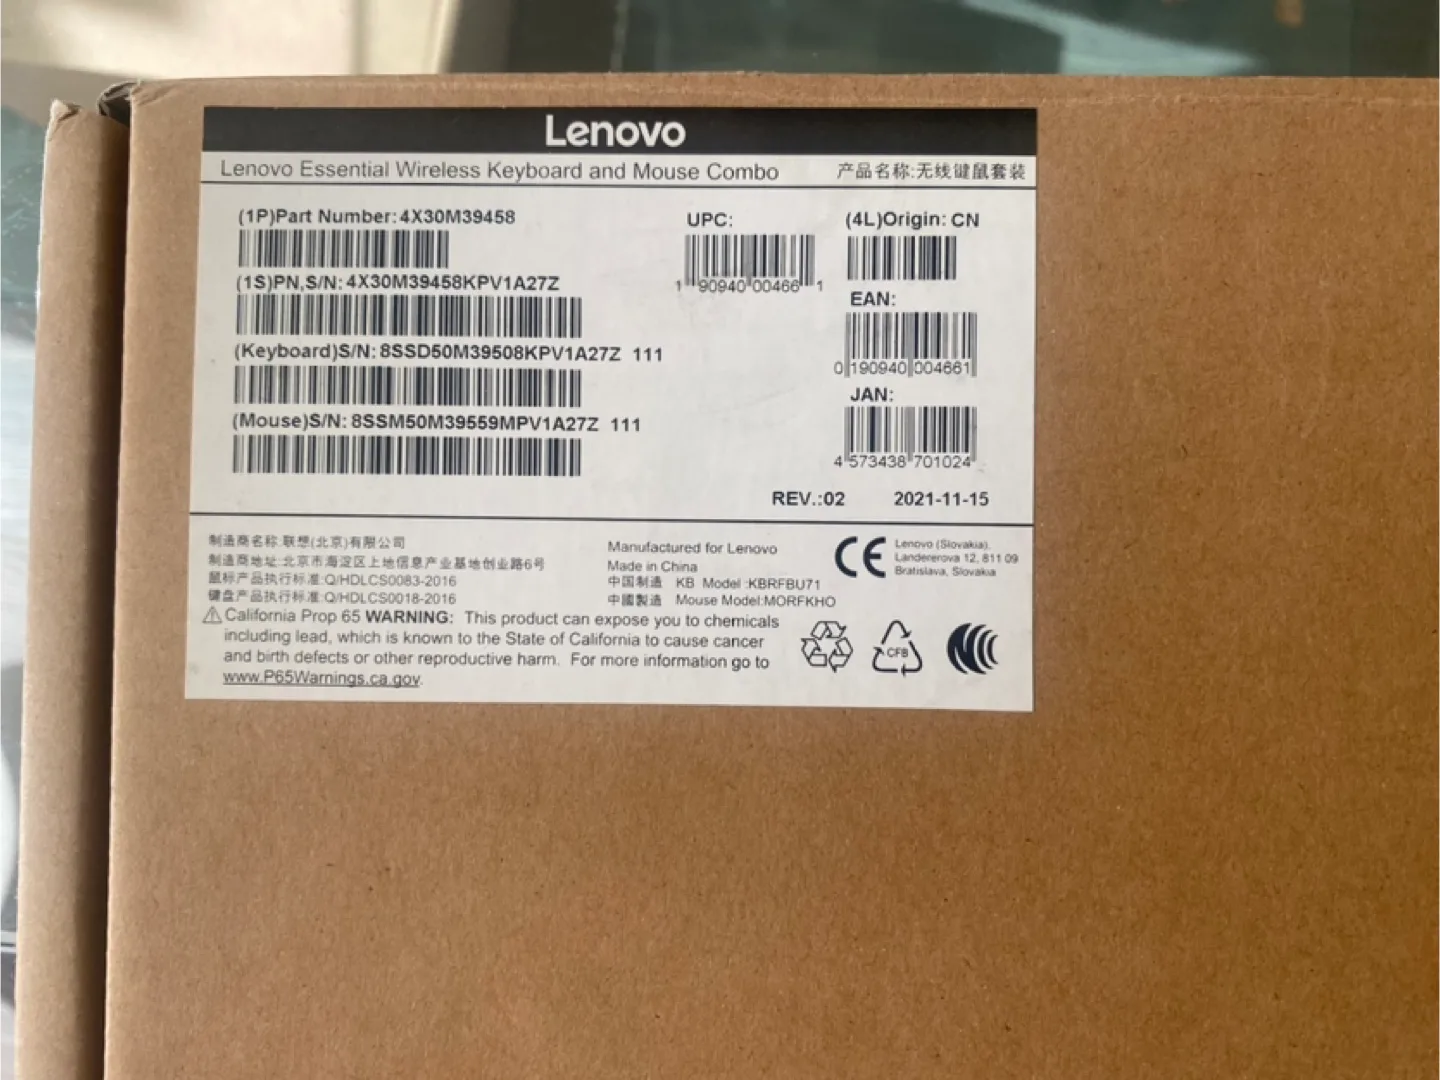 Lenovo
Lenovo Essential Wireless Keyboard and Mouse Combo 产品名称:无线键鼠套装
(1P)Part Number:4X30M39458
UPC:
(4L)Origin: CN
1 90940 00466 1
(1S)PN,S/N:4X30M39458KPV1A27Z
EAN:
0 190940 004661
(Keyboard)S/N:8SSD50M39508KPV1A27Z 111
JAN:
4 573438 701024
(Mouse)S/N:8SSM50M39559MPV1A27Z 111
REV.:02 2021-11-15
制造商名称:联想(北京)有限公司
制造商地址:北京市海淀区上地信息产业基地创业路6号
鼠标产品执行标准:Q/HDLCS0083-2016
键盘产品执行标准:Q/HDLCS0018-2016
Manufactured for Lenovo
Made in China
中国制造 KB Model :KBRFBU71
中國製造 Mouse Model:MORFKHO
CE
Lenovo (Slovakia),
Landererova 12, 811 09
Bratislava, Slovakia
⚠ California Prop 65 WARNING: This product can expose you to chemicals
including lead, which is known to the State of California to cause cancer
and birth defects or other reproductive harm. For more information go to
www.P65Warnings.ca.gov.
CFB